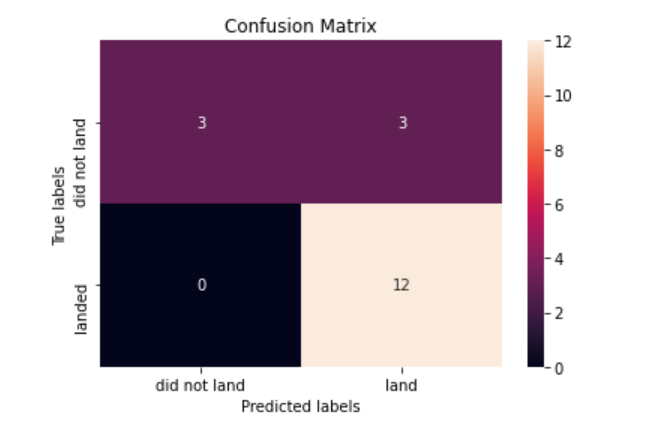 Confusion Matrix
True labels
did not land
landed
3
3
0
12
did not land
land
Predicted labels
12
10
8
6
4
2
0